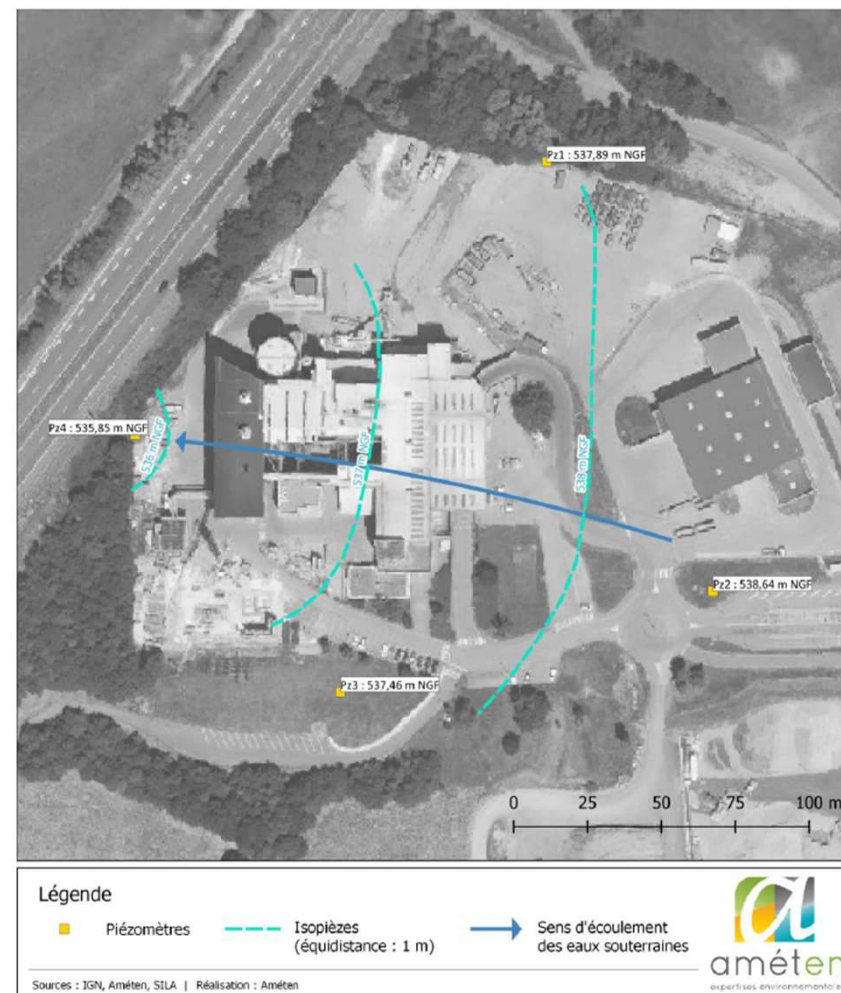 Pz1 : 537,89 m NGF
Pz4 : 535,85 m NGF
536 m NGF
537 m NGF
538 m NGF
Pz2 : 538,64 m NGF
Pz3 : 537,46 m NGF
0 25 50 75 100 m
Légende
Piézomètres
Isopièzes
(équidistance : 1 m)
Sens d'écoulement
des eaux souterraines
améten
expertises environnementales
Sources : IGN, Améten, SILA | Réalisation : Améten